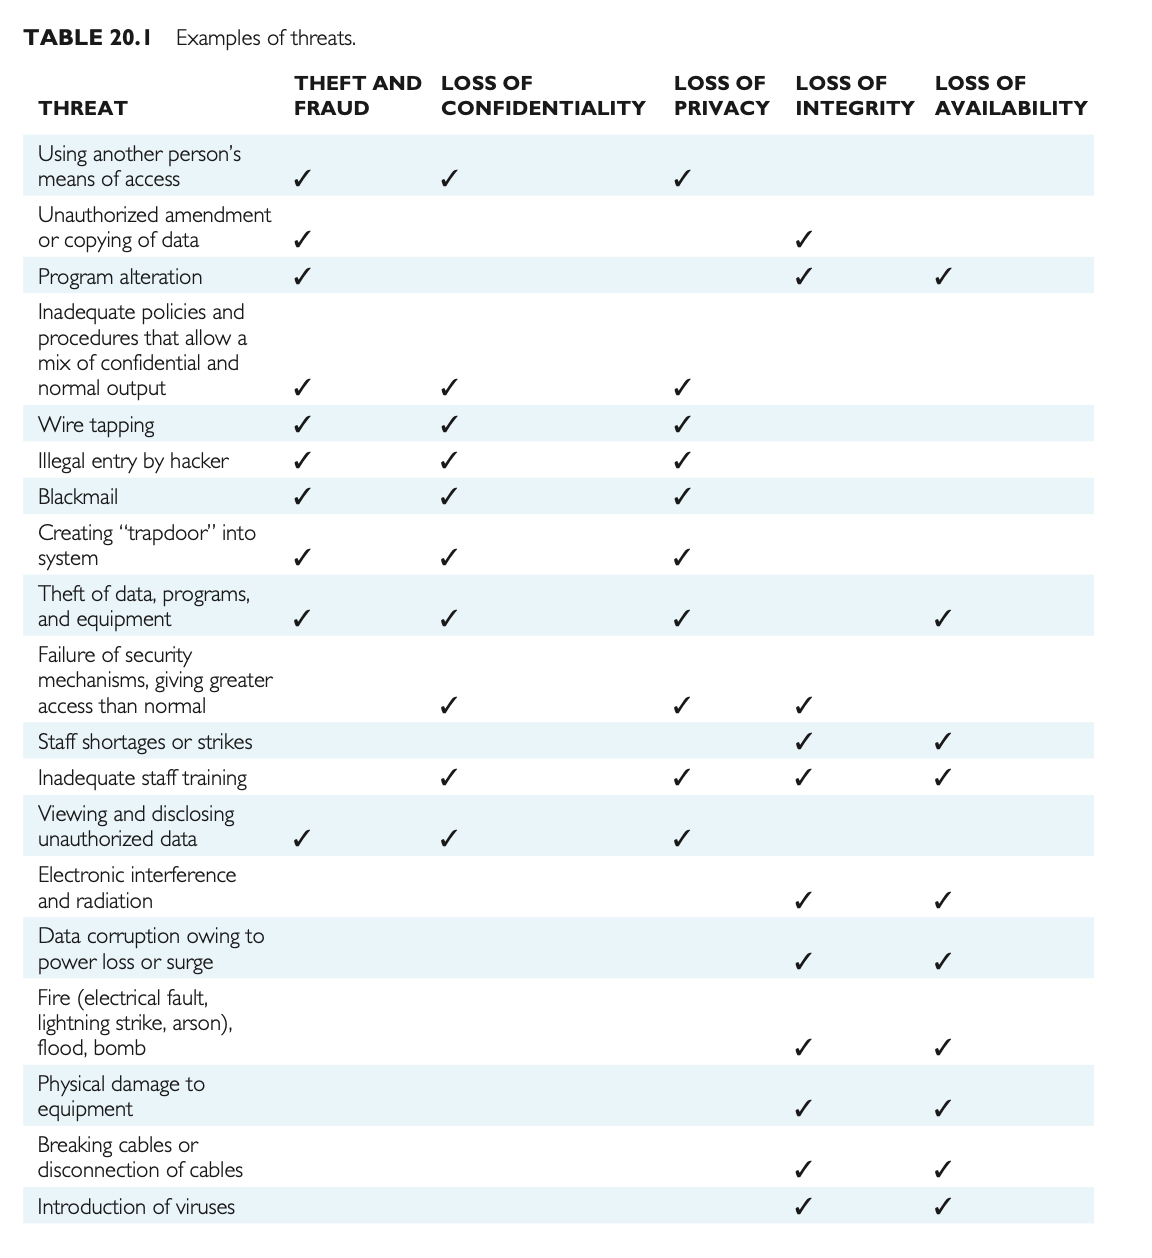 TABLE 20.1 Examples of threats.
THREAT THEFT AND FRAUD LOSS OF CONFIDENTIALITY LOSS OF PRIVACY LOSS OF INTEGRITY LOSS OF AVAILABILITY
Using another person's
means of access ✓ ✓ ✓
Unauthorized amendment
or copying of data ✓ ✓
Program alteration ✓ ✓ ✓
Inadequate policies and
procedures that allow a
mix of confidential and
normal output ✓ ✓ ✓
Wire tapping ✓ ✓ ✓
Illegal entry by hacker ✓ ✓ ✓
Blackmail ✓ ✓ ✓
Creating “trapdoor” into
system ✓ ✓ ✓
Theft of data, programs,
and equipment ✓ ✓ ✓ ✓
Failure of security
mechanisms, giving greater
access than normal ✓ ✓ ✓
Staff shortages or strikes ✓ ✓
Inadequate staff training ✓ ✓ ✓ ✓
Viewing and disclosing
unauthorized data ✓ ✓ ✓
Electronic interference
and radiation ✓ ✓
Data corruption owing to
power loss or surge ✓ ✓
Fire (electrical fault,
lightning strike, arson),
flood, bomb ✓ ✓
Physical damage to
equipment ✓ ✓
Breaking cables or
disconnection of cables ✓ ✓
Introduction of viruses ✓ ✓